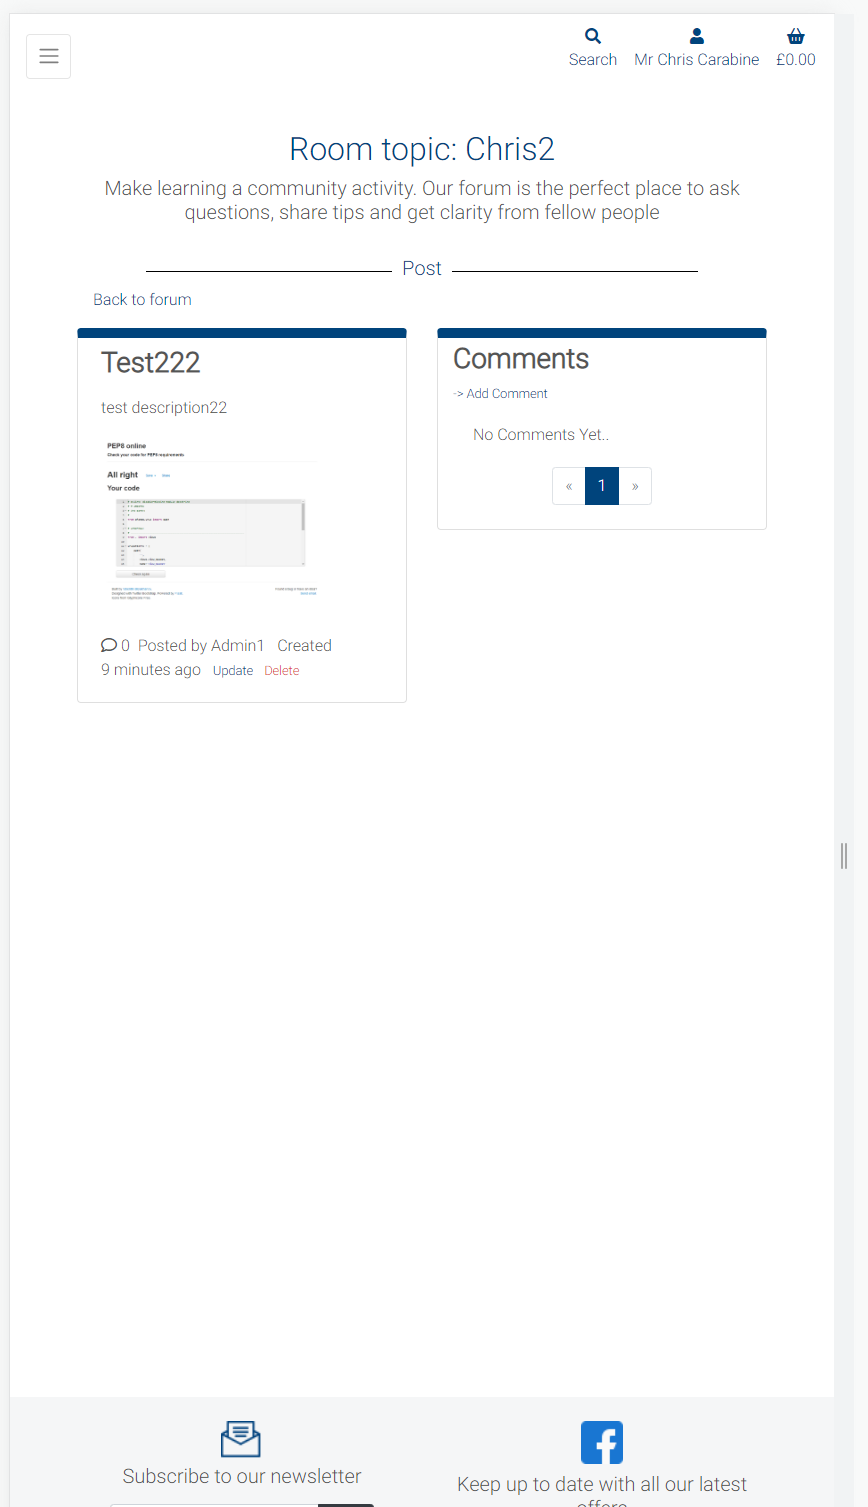 Search
Mr Chris Carabine
£0.00
Room topic: Chris2
Make learning a community activity. Our forum is the perfect place to ask
questions, share tips and get clarity from fellow people
Post
Back to forum
Test222
test description22
PEP8 online
Check your code for PEP8 requirements
All right
Your code
0 Posted by Admin1 Created
9 minutes ago Update Delete
Comments
-> Add Comment
No Comments Yet..
« 1 »
Subscribe to our newsletter
Keep up to date with all our latest
offers